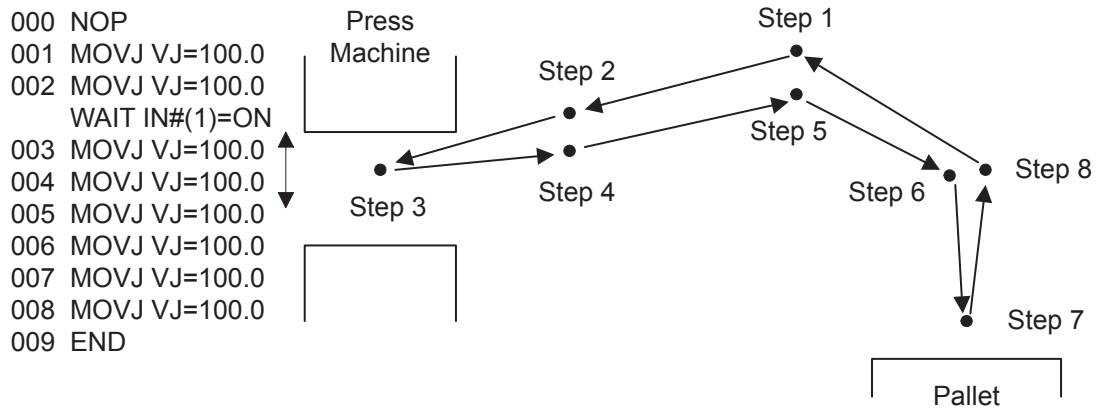 000 NOP
001 MOVJ VJ=100.0
002 MOVJ VJ=100.0
WAIT IN#(1)=ON
003 MOVJ VJ=100.0
004 MOVJ VJ=100.0
005 MOVJ VJ=100.0
006 MOVJ VJ=100.0
007 MOVJ VJ=100.0
008 MOVJ VJ=100.0
009 END
Press
Machine
Step 1
Step 2
Step 3
Step 4
Step 5
Step 6
Step 8
Step 7
Pallet